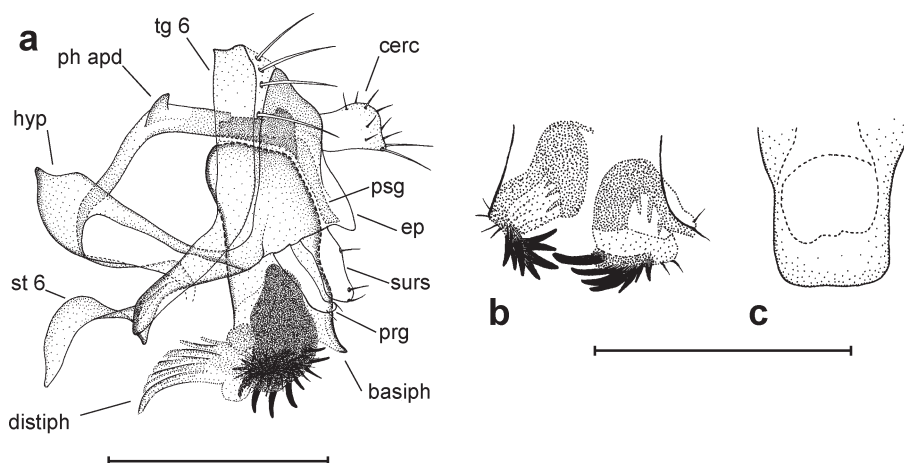 a
tg 6
cerc
ph apd
hyp
psg
ep
surs
st 6
prg
basiph
distiph
b
c